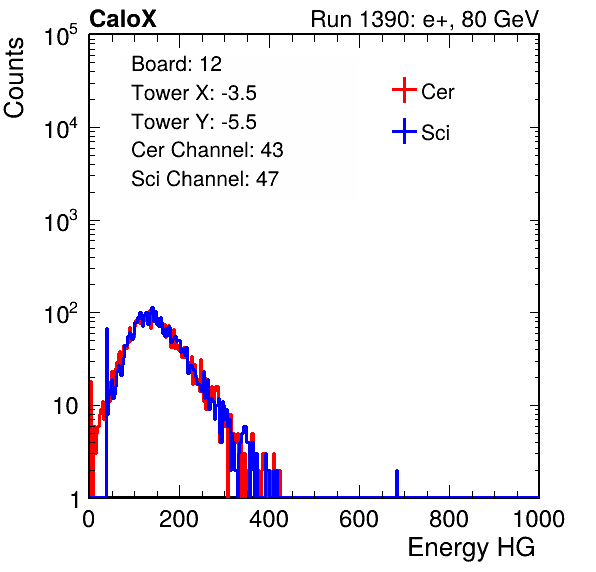 CaloX Run 1390: e+, 80 GeV
Board: 12
Tower X: -3.5
Tower Y: -5.5
Cer Channel: 43
Sci Channel: 47
Cer
Sci
Counts
10^5
10^4
10^3
10^2
10
1
0 200 400 600 800 1000
Energy HG